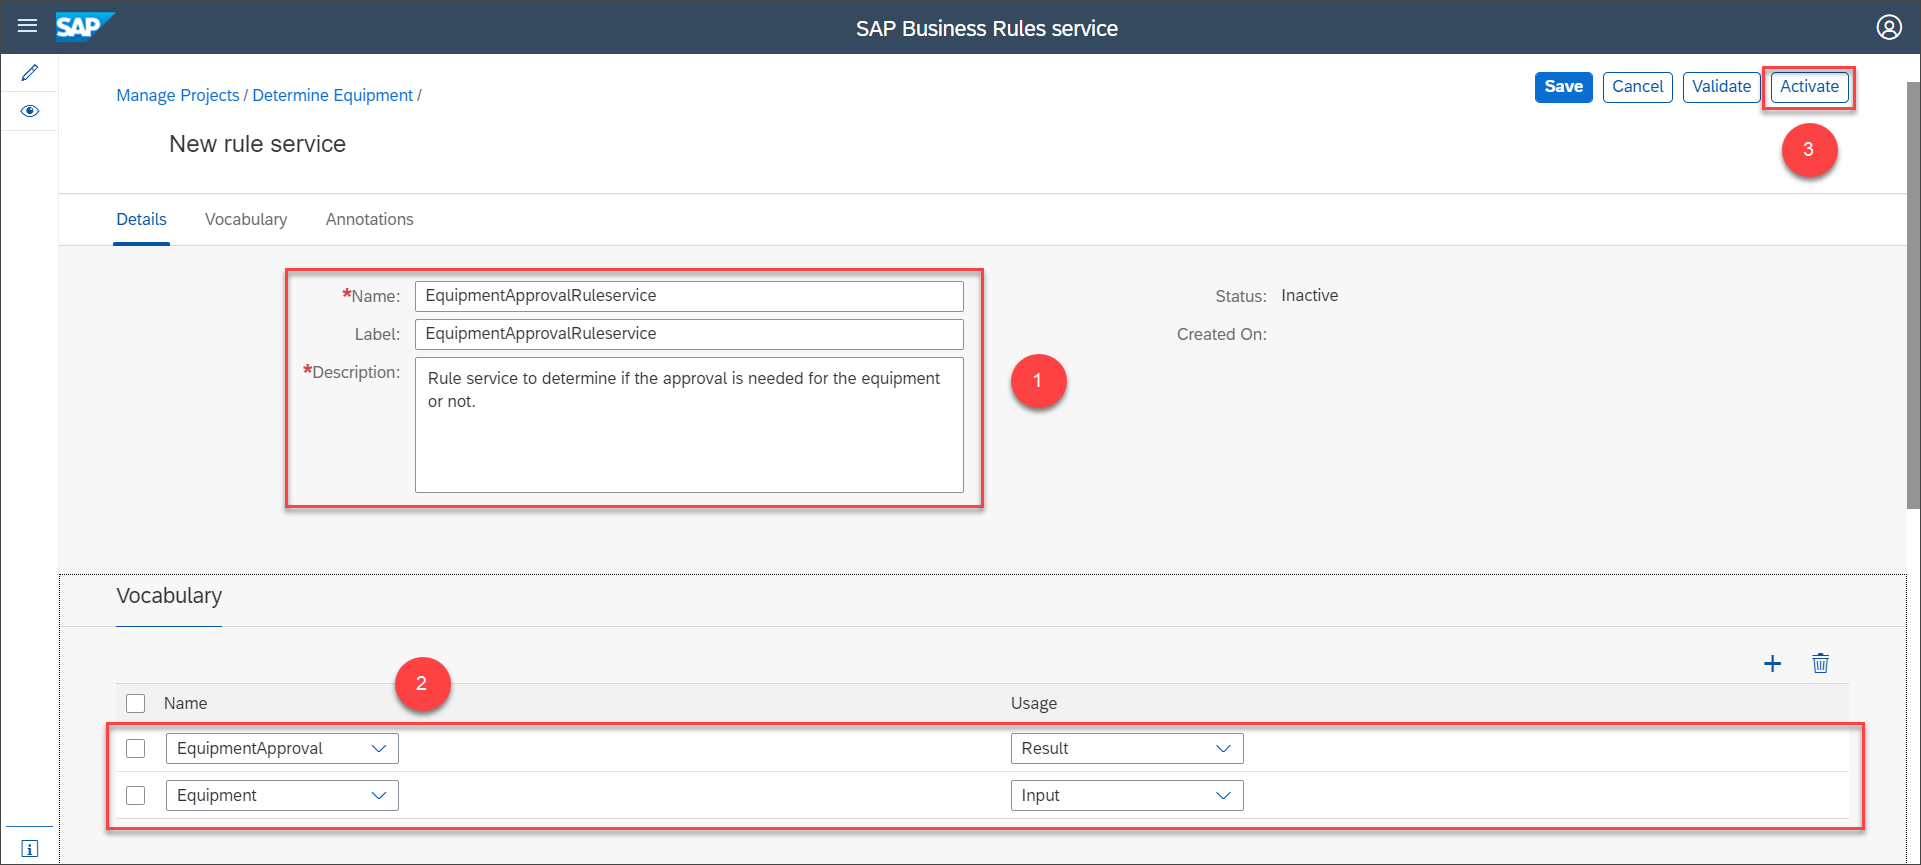 SAP
SAP Business Rules service
Manage Projects / Determine Equipment /
Save
Cancel
Validate
Activate
3
New rule service
Details
Vocabulary
Annotations
*Name: EquipmentApprovalRuleservice
Status: Inactive
Label: EquipmentApprovalRuleservice
Created On:
*Description: Rule service to determine if the approval is needed for the equipment
or not.
1
Vocabulary
2
Name
Usage
EquipmentApproval
Result
Equipment
Input
i